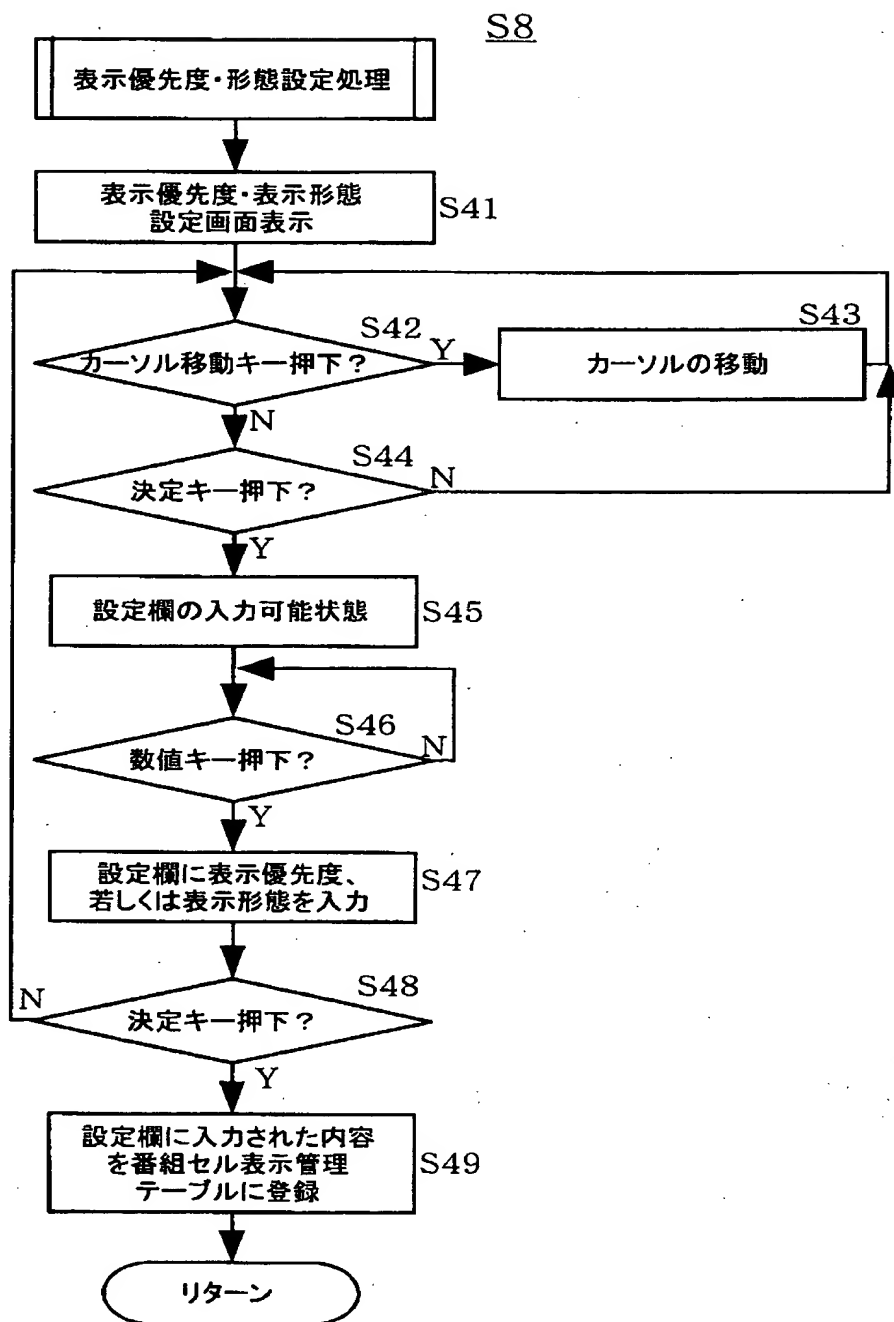 S8
表示優先度・形態設定処理
表示優先度・表示形態
設定画面表示
S41
S42
カーソル移動キー押下？
Y
N
S43
カーソルの移動
S44
決定キー押下？
N
Y
設定欄の入力可能状態
S45
S46
数値キー押下？
N
Y
設定欄に表示優先度、
若しくは表示形態を入力
S47
S48
N
決定キー押下？
Y
設定欄に入力された内容
を番組セル表示管理
テーブルに登録
S49
リターン